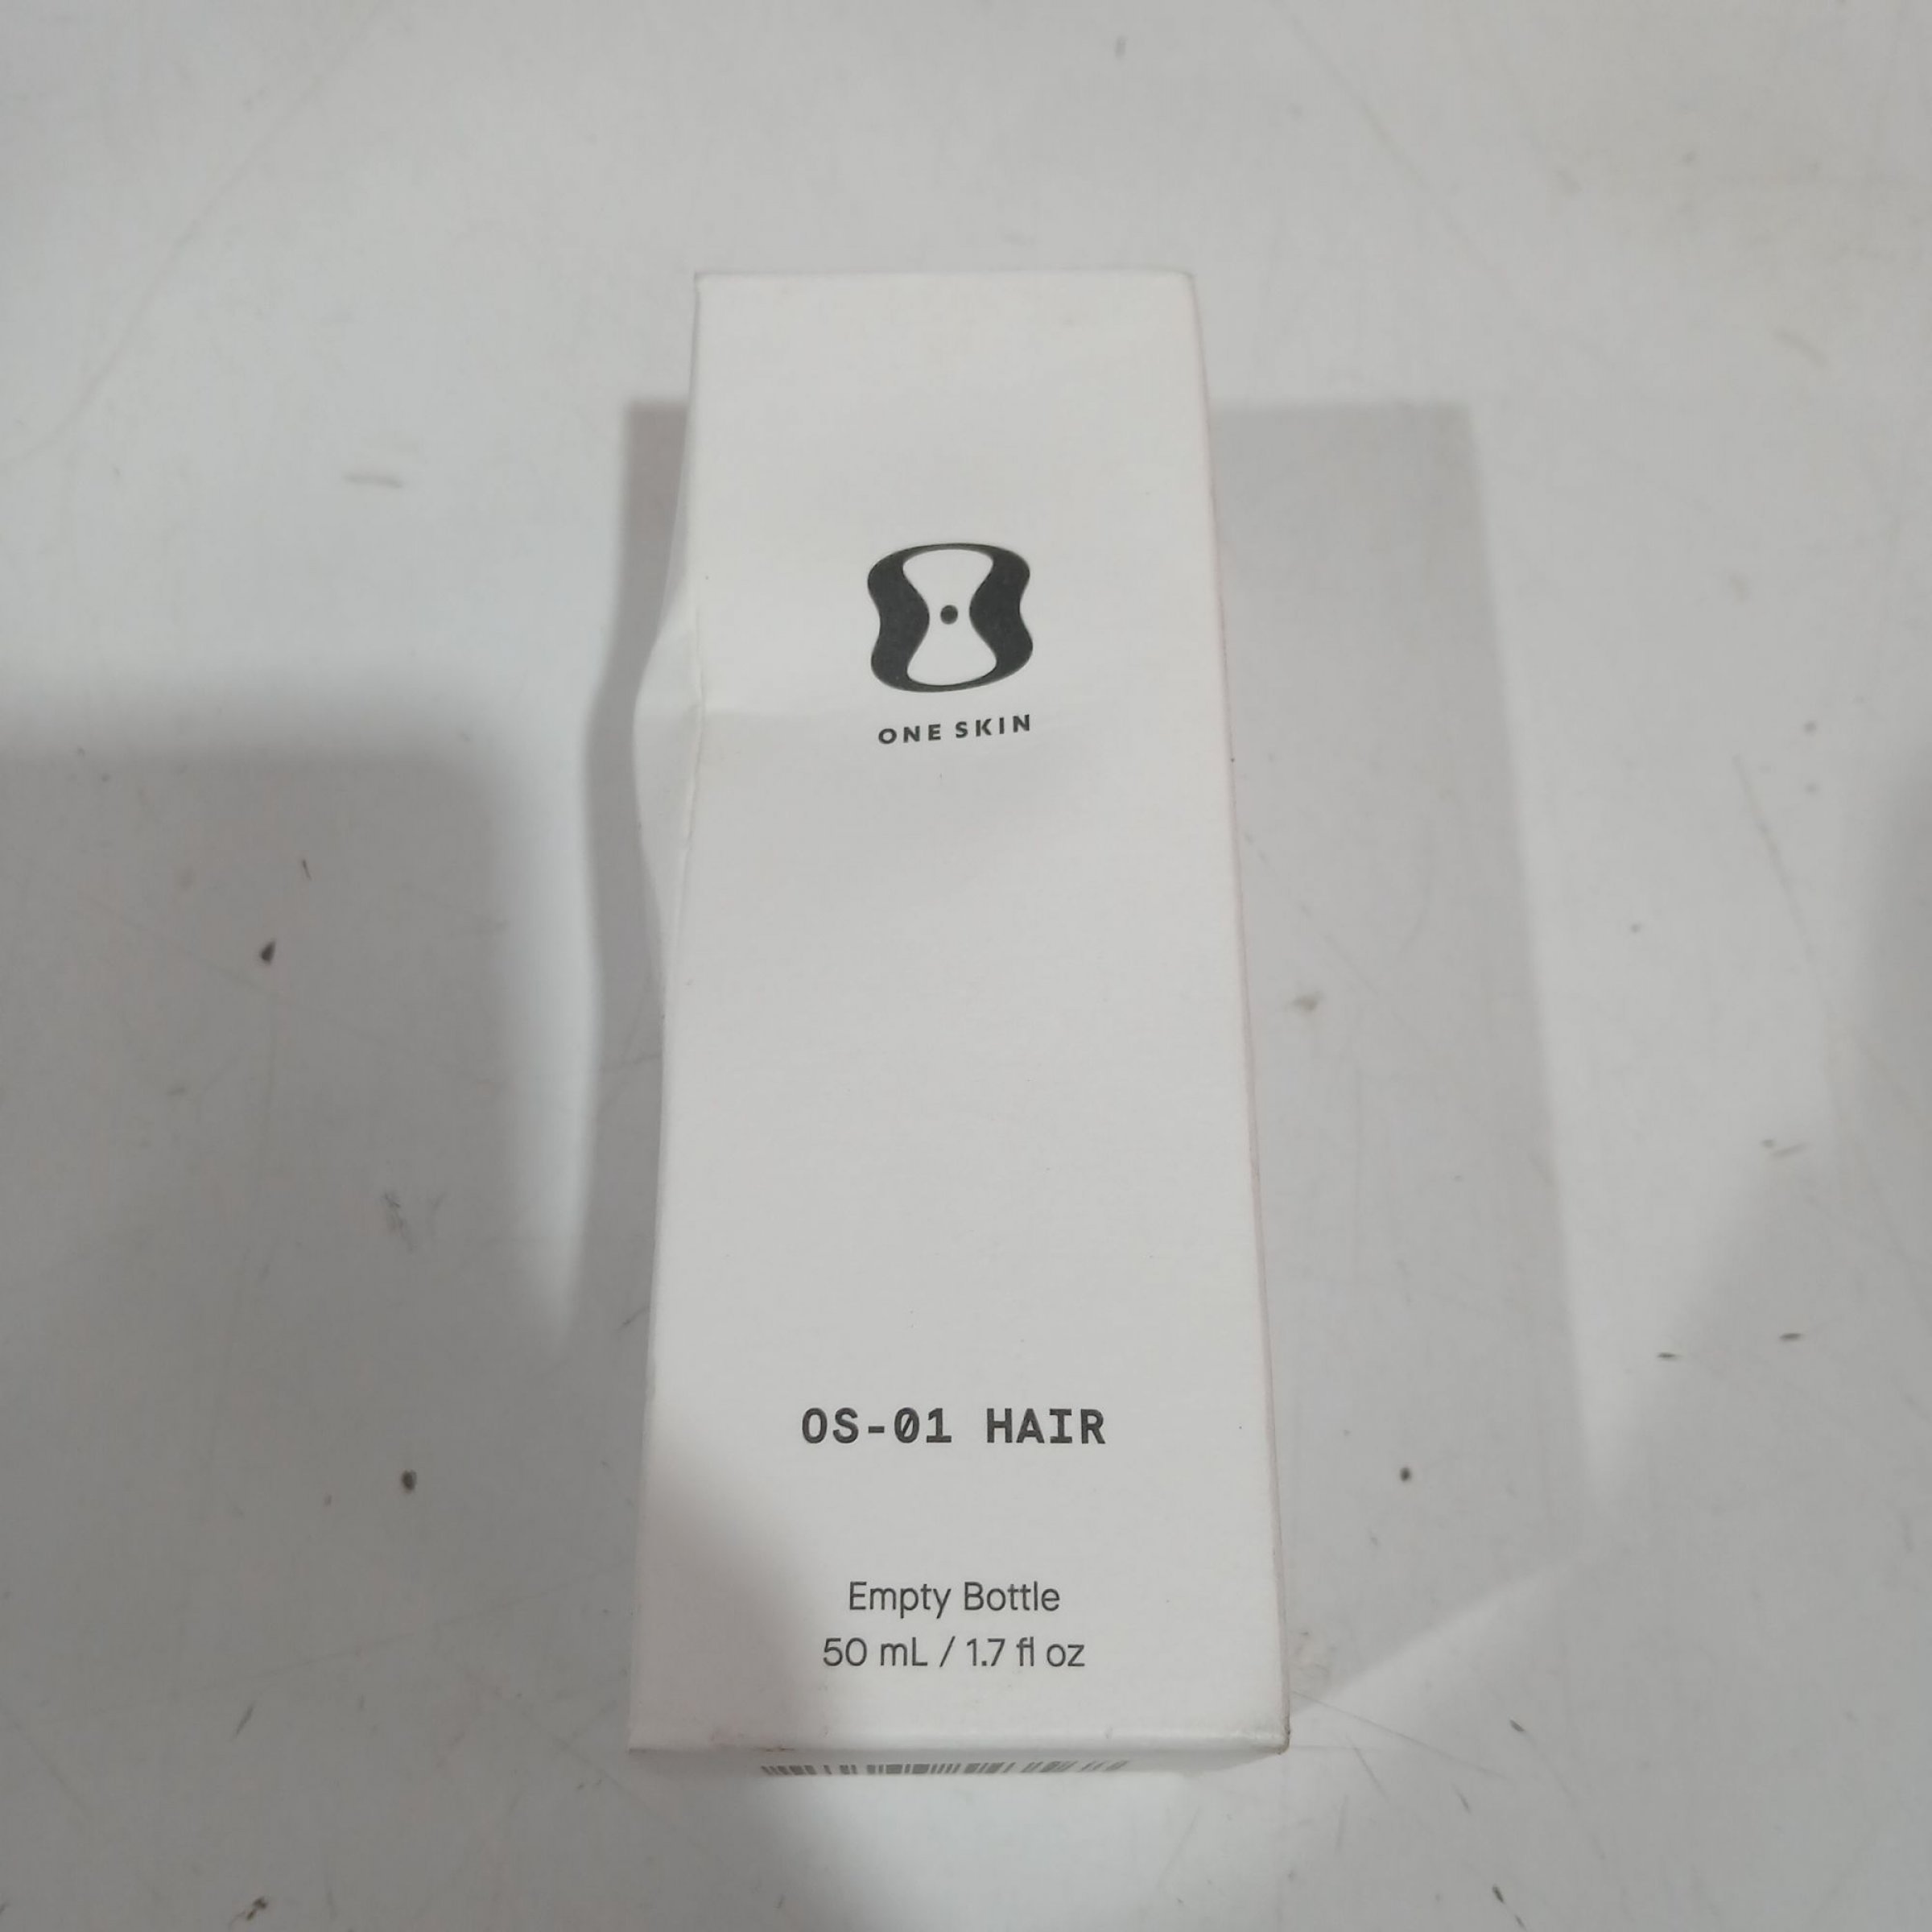 ONE SKIN
OS-01 HAIR
Empty Bottle
50 mL / 1.7 fl oz